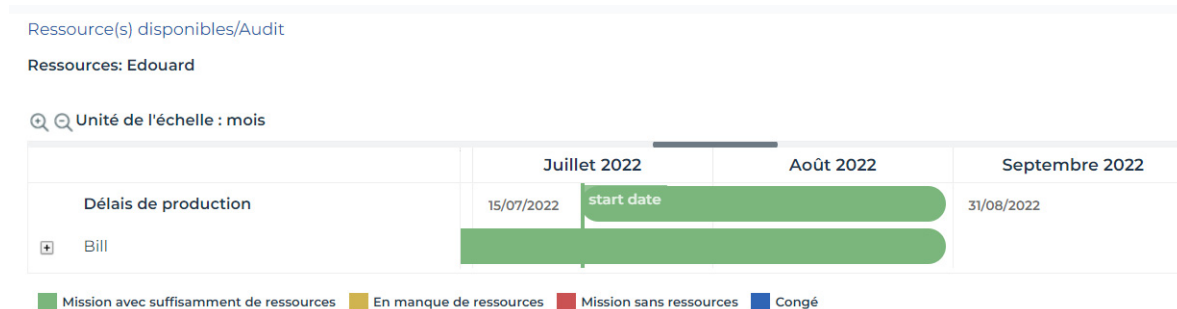 Ressource(s) disponibles/Audit
Ressources: Edouard
Unité de l'échelle : mois
Juillet 2022 Août 2022 Septembre 2022
Délais de production 15/07/2022 start date 31/08/2022
Bill
Mission avec suffisamment de ressources En manque de ressources Mission sans ressources Congé